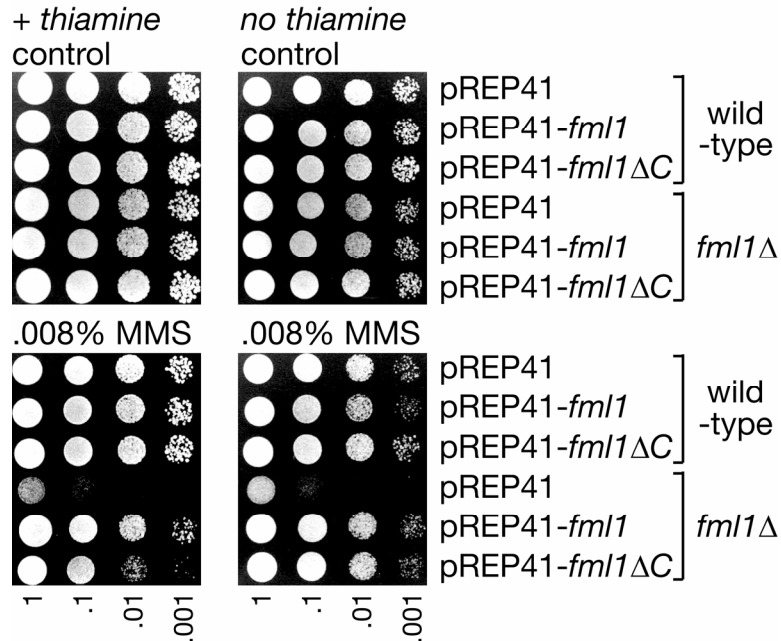 + thiamine
control
no thiamine
control
pREP41
pREP41-fml1
pREP41-fml1ΔC
pREP41
pREP41-fml1
pREP41-fml1ΔC
wild
-type
fml1Δ
.008% MMS
.008% MMS
pREP41
pREP41-fml1
pREP41-fml1ΔC
pREP41
pREP41-fml1
pREP41-fml1ΔC
wild
-type
fml1Δ
1
.1
.01
.001
1
.1
.01
.001